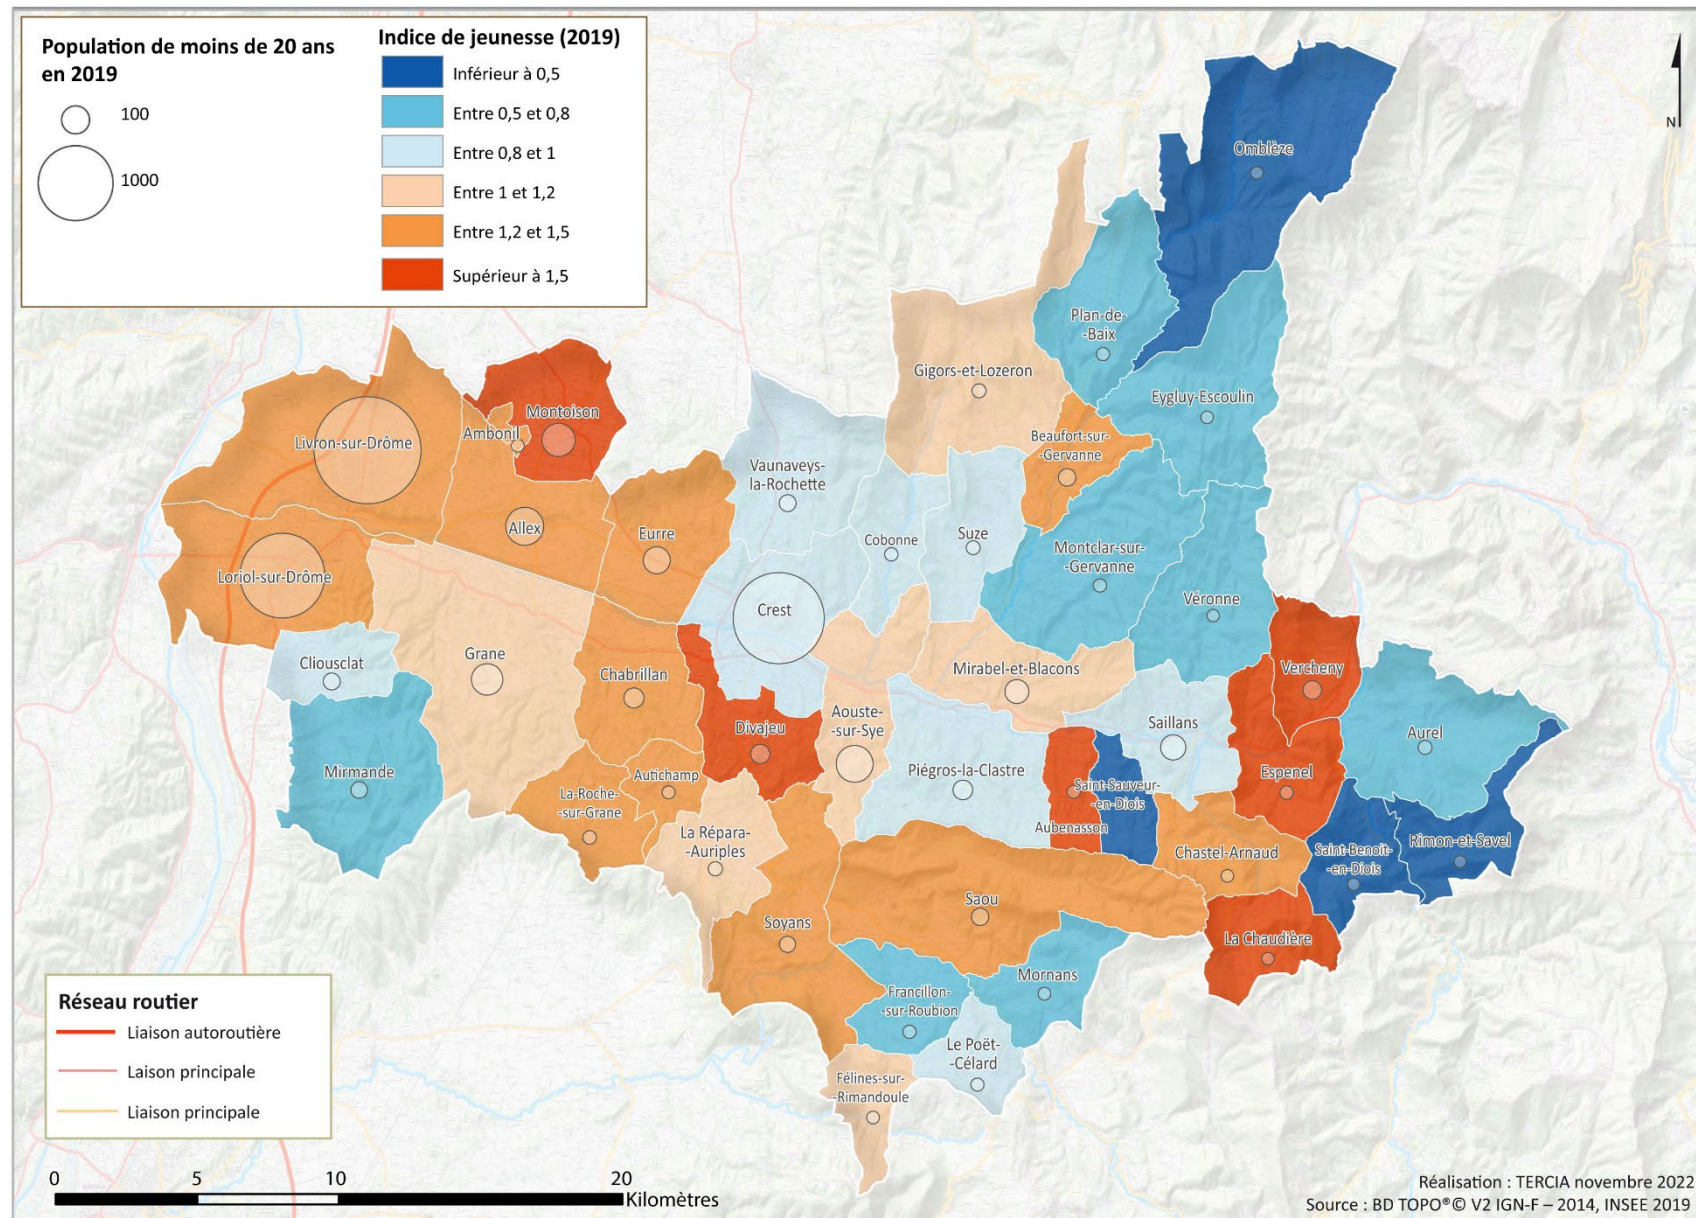 Population de moins de 20 ans
en 2019
100
1000
Indice de jeunesse (2019)
Inférieur à 0,5
Entre 0,5 et 0,8
Entre 0,8 et 1
Entre 1 et 1,2
Entre 1,2 et 1,5
Supérieur à 1,5
N
Omblèze
Plan-de-
-Baix
Gigors-et-Lozeron
Eygluy-Escoulin
Montoison
Ambonil
Livron-sur-Drôme
Beaufort-sur-
-Gervanne
Vaunaveys-
la-Rochette
Allex
Eurre
Cobonne
Suze
Montclar-sur-
Gervanne
Loriol-sur-Drôme
Crest
Véronne
Cliousclat
Grane
Chabrillan
Mirabel-et-Blacons
Vercheny
Aouste-
-sur-Sye
Divajeu
Saillans
Aurel
Mirmande
Autichamp
Piégros-la-Clastre
Espenel
La-Roche-
-sur-Grane
Saint-Sauveur-
-en-Diois
Aubenasson
La Répara-
-Auriples
Chastel-Arnaud
Saint-Benoit-
-en-Diois
Rimon-et-Savel
Saou
Soyans
La Chaudière
Mornans
Francillon-
-sur-Roubion
Le Poët-
-Célard
Félines-sur-
-Rimandoule
Réseau routier
Liaison autoroutière
Laison principale
Liaison principale
0
5
10
20
Kilomètres
Réalisation : TERCIA novembre 2022
Source : BD TOPO®© V2 IGN-F – 2014, INSEE 2019